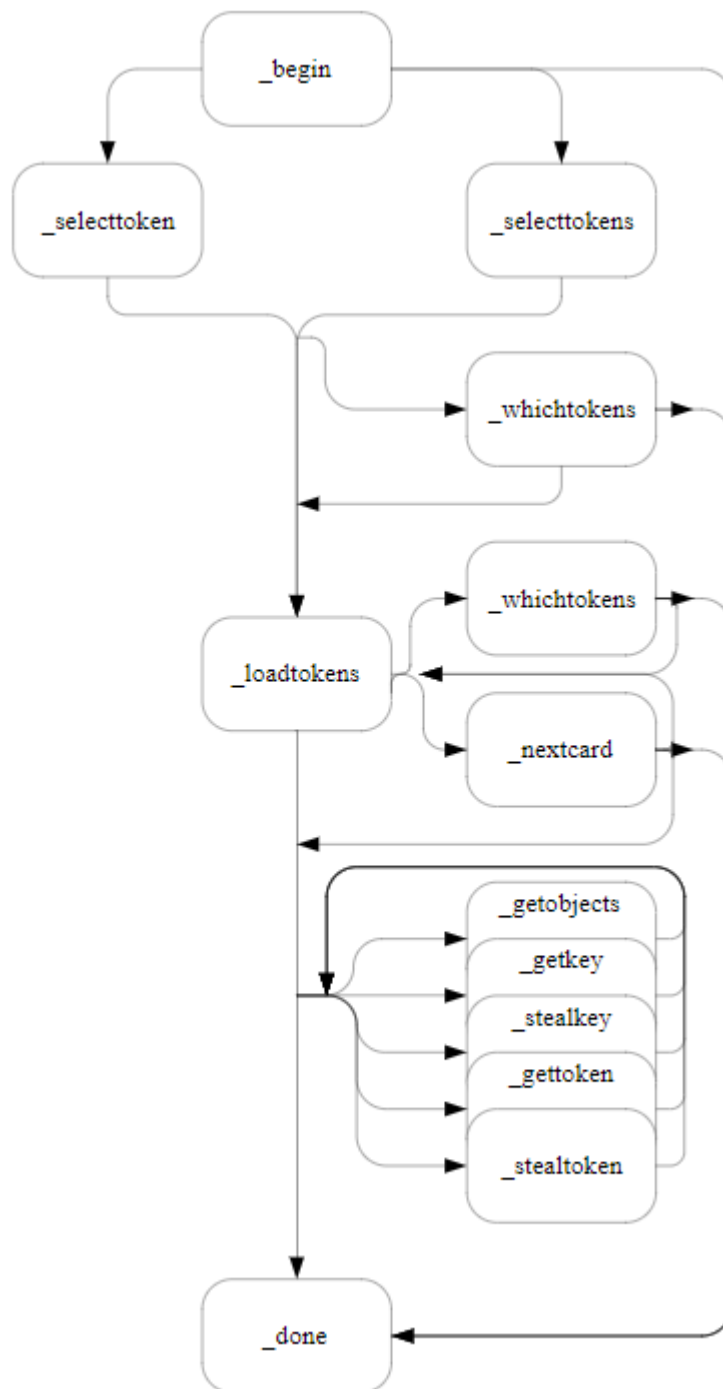 _begin
_selecttoken
_selecttokens
_whichtokens
_whichtokens
_loadtokens
_nextcard
_getobjects
_getkey
_stealkey
_gettoken
_stealtoken
_done